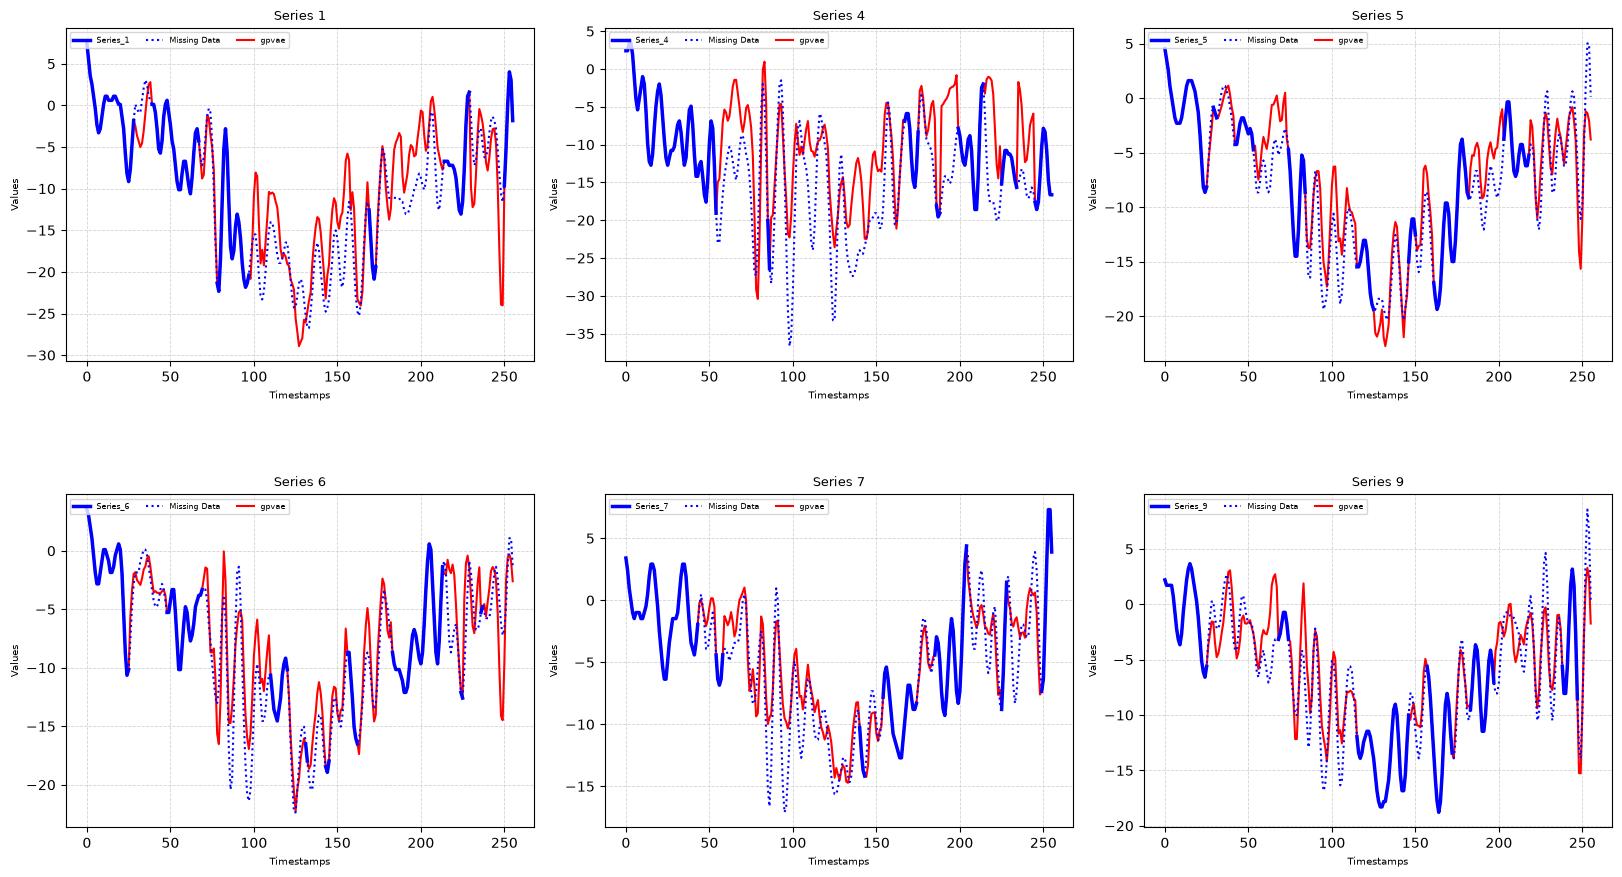 Series 1
Series_1 Missing Data gpvae
Values
5
0
−5
−10
−15
−20
−25
−30
0 50 100 150 200 250
Timestamps
Series 4
Series_4 Missing Data gpvae
Values
5
0
−5
−10
−15
−20
−25
−30
−35
0 50 100 150 200 250
Timestamps
Series 5
Series_5 Missing Data gpvae
Values
5
0
−5
−10
−15
−20
0 50 100 150 200 250
Timestamps
Series 6
Series_6 Missing Data gpvae
Values
0
−5
−10
−15
−20
0 50 100 150 200 250
Timestamps
Series 7
Series_7 Missing Data gpvae
Values
5
0
−5
−10
−15
0 50 100 150 200 250
Timestamps
Series 9
Series_9 Missing Data gpvae
Values
5
0
−5
−10
−15
−20
0 50 100 150 200 250
Timestamps